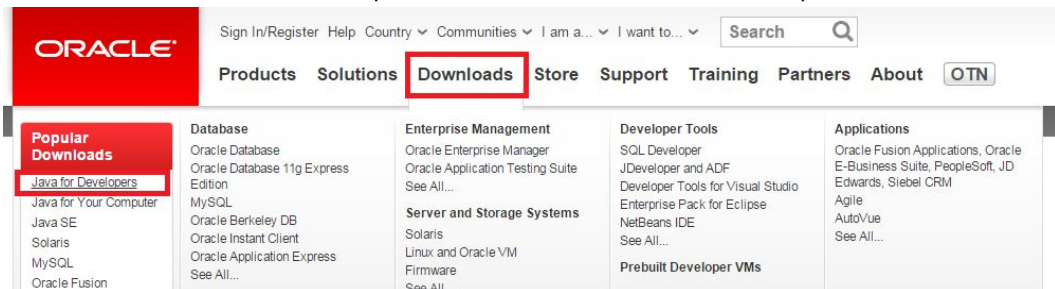 ORACLE
Sign In/Register Help Country Communities I am a... I want to... Search
Products Solutions Downloads Store Support Training Partners About OTN
Popular
Downloads
Java for Developers
Java for Your Computer
Java SE
Solaris
MySQL
Oracle Fusion
Database
Oracle Database
Oracle Database 11g Express
Edition
MySQL
Oracle Berkeley DB
Oracle Instant Client
Oracle Application Express
See All...
Enterprise Management
Oracle Enterprise Manager
Oracle Application Testing Suite
See All...
Server and Storage Systems
Solaris
Linux and Oracle VM
Firmware
See All...
Developer Tools
SQL Developer
JDeveloper and ADF
Developer Tools for Visual Studio
Enterprise Pack for Eclipse
NetBeans IDE
See All...
Prebuilt Developer VMs
Applications
Oracle Fusion Applications, Oracle
E-Business Suite, PeopleSoft, JD
Edwards, Siebel CRM
Agile
AutoVue
See All...